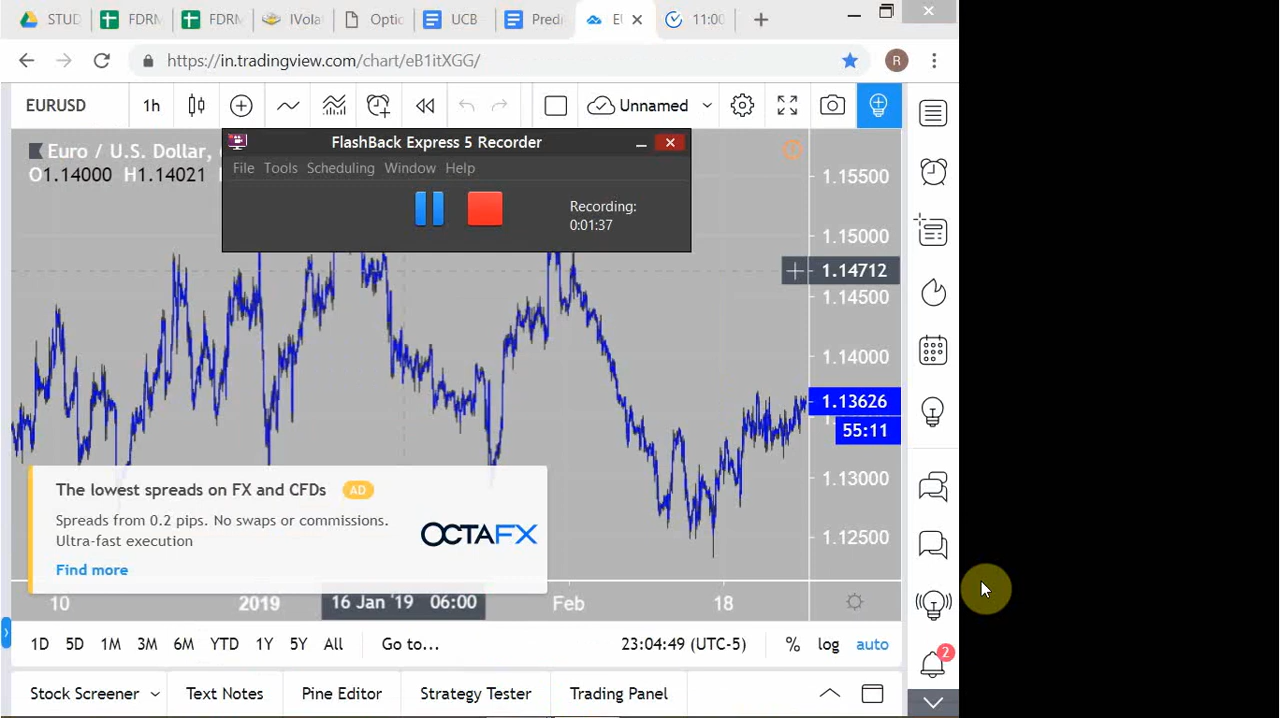 STUD FDRM FDRM IVola Optic UCB Pred EU 11:00
https://in.tradingview.com/chart/eB1itXGG/
EURUSD 1h Unnamed
FlashBack Express 5 Recorder
File Tools Scheduling Window Help
Recording:
0:01:37
Euro / U.S. Dollar,
O1.14000 H1.14021
1.15500
1.15000
1.14712
1.14500
1.14000
1.13626
55:11
1.13000
1.12500
The lowest spreads on FX and CFDs AD
Spreads from 0.2 pips. No swaps or commissions.
Ultra-fast execution
OCTAFX
Find more
10 2019 16 Jan '19 06:00 Feb 18
1D 5D 1M 3M 6M YTD 1Y 5Y All Go to... 23:04:49 (UTC-5) % log auto
2
Stock Screener Text Notes Pine Editor Strategy Tester Trading Panel
R